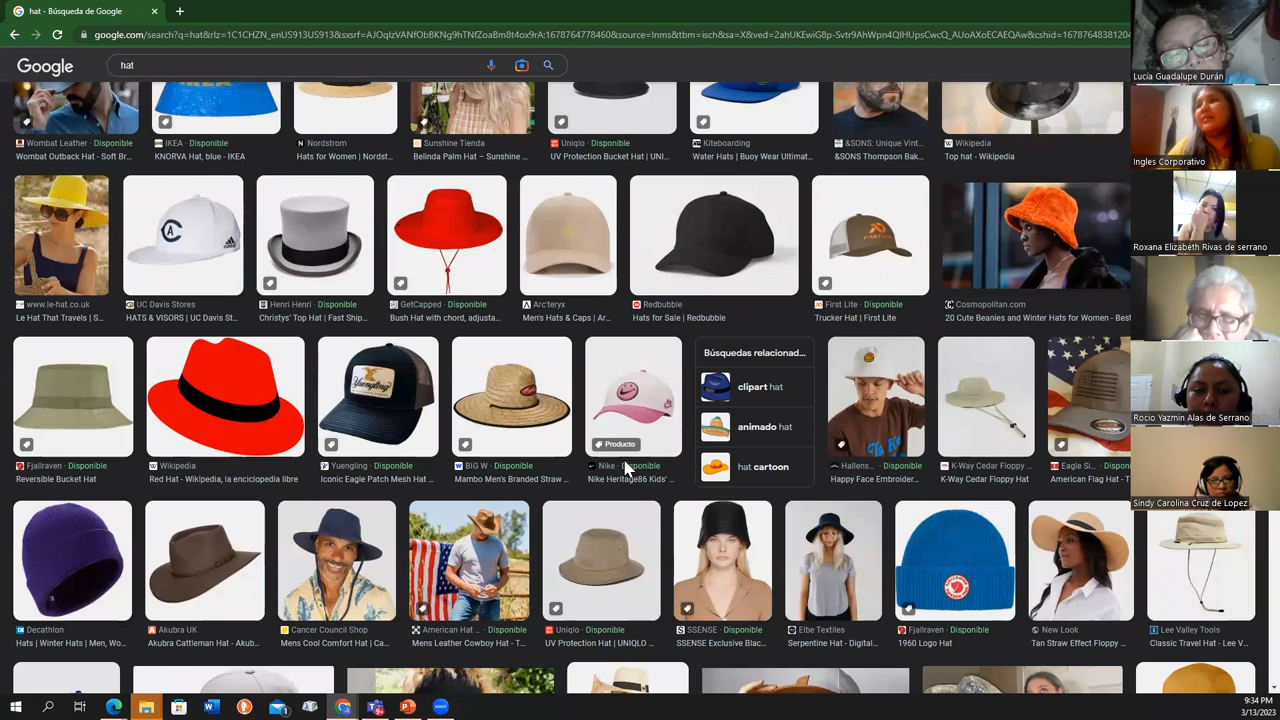 hat - Búsqueda de Google
google.com/search?q=hat&rlz=1C1CHZN_enUS913US913&sxsrf=AJOqlzVANfObBKNg9hTNfZoaBm8t4ox9rA:1678764778460&source=lnms&tbm=isch&sa=X&ved=2ahUKEwiG8p-Svtr9AhWpn4QIHUpsCwcQ_AUoAXoECAEQAw&cshid=1678764838120
Google
hat
Wombat Leather · Disponible
Wombat Outback Hat - Soft Br...
IKEA · Disponible
KNORVA Hat, blue - IKEA
Nordstrom
Hats for Women | Nordst...
Sunshine Tienda
Belinda Palm Hat – Sunshine ...
Uniqlo · Disponible
UV Protection Bucket Hat | UNI...
Kiteboarding
Water Hats | Buoy Wear Ultimat...
&SONS: Unique Vint...
&SONS Thompson Bak...
Wikipedia
Top hat - Wikipedia
www.le-hat.co.uk
Le Hat That Travels | S...
UC Davis Stores
HATS & VISORS | UC Davis St...
Henri Henri · Disponible
Christys' Top Hat | Fast Ship...
GetCapped · Disponible
Bush Hat with chord, adjusta...
Arc'teryx
Men's Hats & Caps | Ar...
Redbubble
Hats for Sale | Redbubble
First Lite · Disponible
Trucker Hat | First Lite
Cosmopolitan.com
20 Cute Beanies and Winter Hats for Women - Best
Fjallraven · Disponible
Reversible Bucket Hat
Wikipedia
Red Hat - Wikipedia, la enciclopedia libre
Yuengling
Yuengling · Disponible
Iconic Eagle Patch Mesh Hat ...
BIG W · Disponible
Mambo Men's Branded Straw ...
Producto
Nike · Disponible
Nike Heritage86 Kids' ...
Búsquedas relacionad...
clipart hat
animado hat
hat cartoon
Hallens... · Disponible
Happy Face Embroider...
K-Way Cedar Floppy ...
K-Way Cedar Floppy Hat
Eagle Si... · Disponible
American Flag Hat - T
Decathlon
Hats | Winter Hats | Men, Wo...
Akubra UK
Akubra Cattleman Hat - Akub...
Cancer Council Shop
Mens Cool Comfort Hat | Ca...
American Hat ... · Disponible
Mens Leather Cowboy Hat - T...
Uniqlo · Disponible
UV Protection Hat | UNIQLO ...
SSENSE · Disponible
SSENSE Exclusive Blac...
Elbe Textiles
Serpentine Hat - Digital...
Fjallraven · Disponible
1960 Logo Hat
New Look
Tan Straw Effect Floppy ...
Lee Valley Tools
Classic Travel Hat - Lee V...
Lucía Guadalupe Durán
Ingles Corporativo
Roxana Elizabeth Rivas de serrano
Rocio Yazmin Alas de Serrano
Sindy Carolina Cruz de Lopez
9:34 PM
3/13/2023